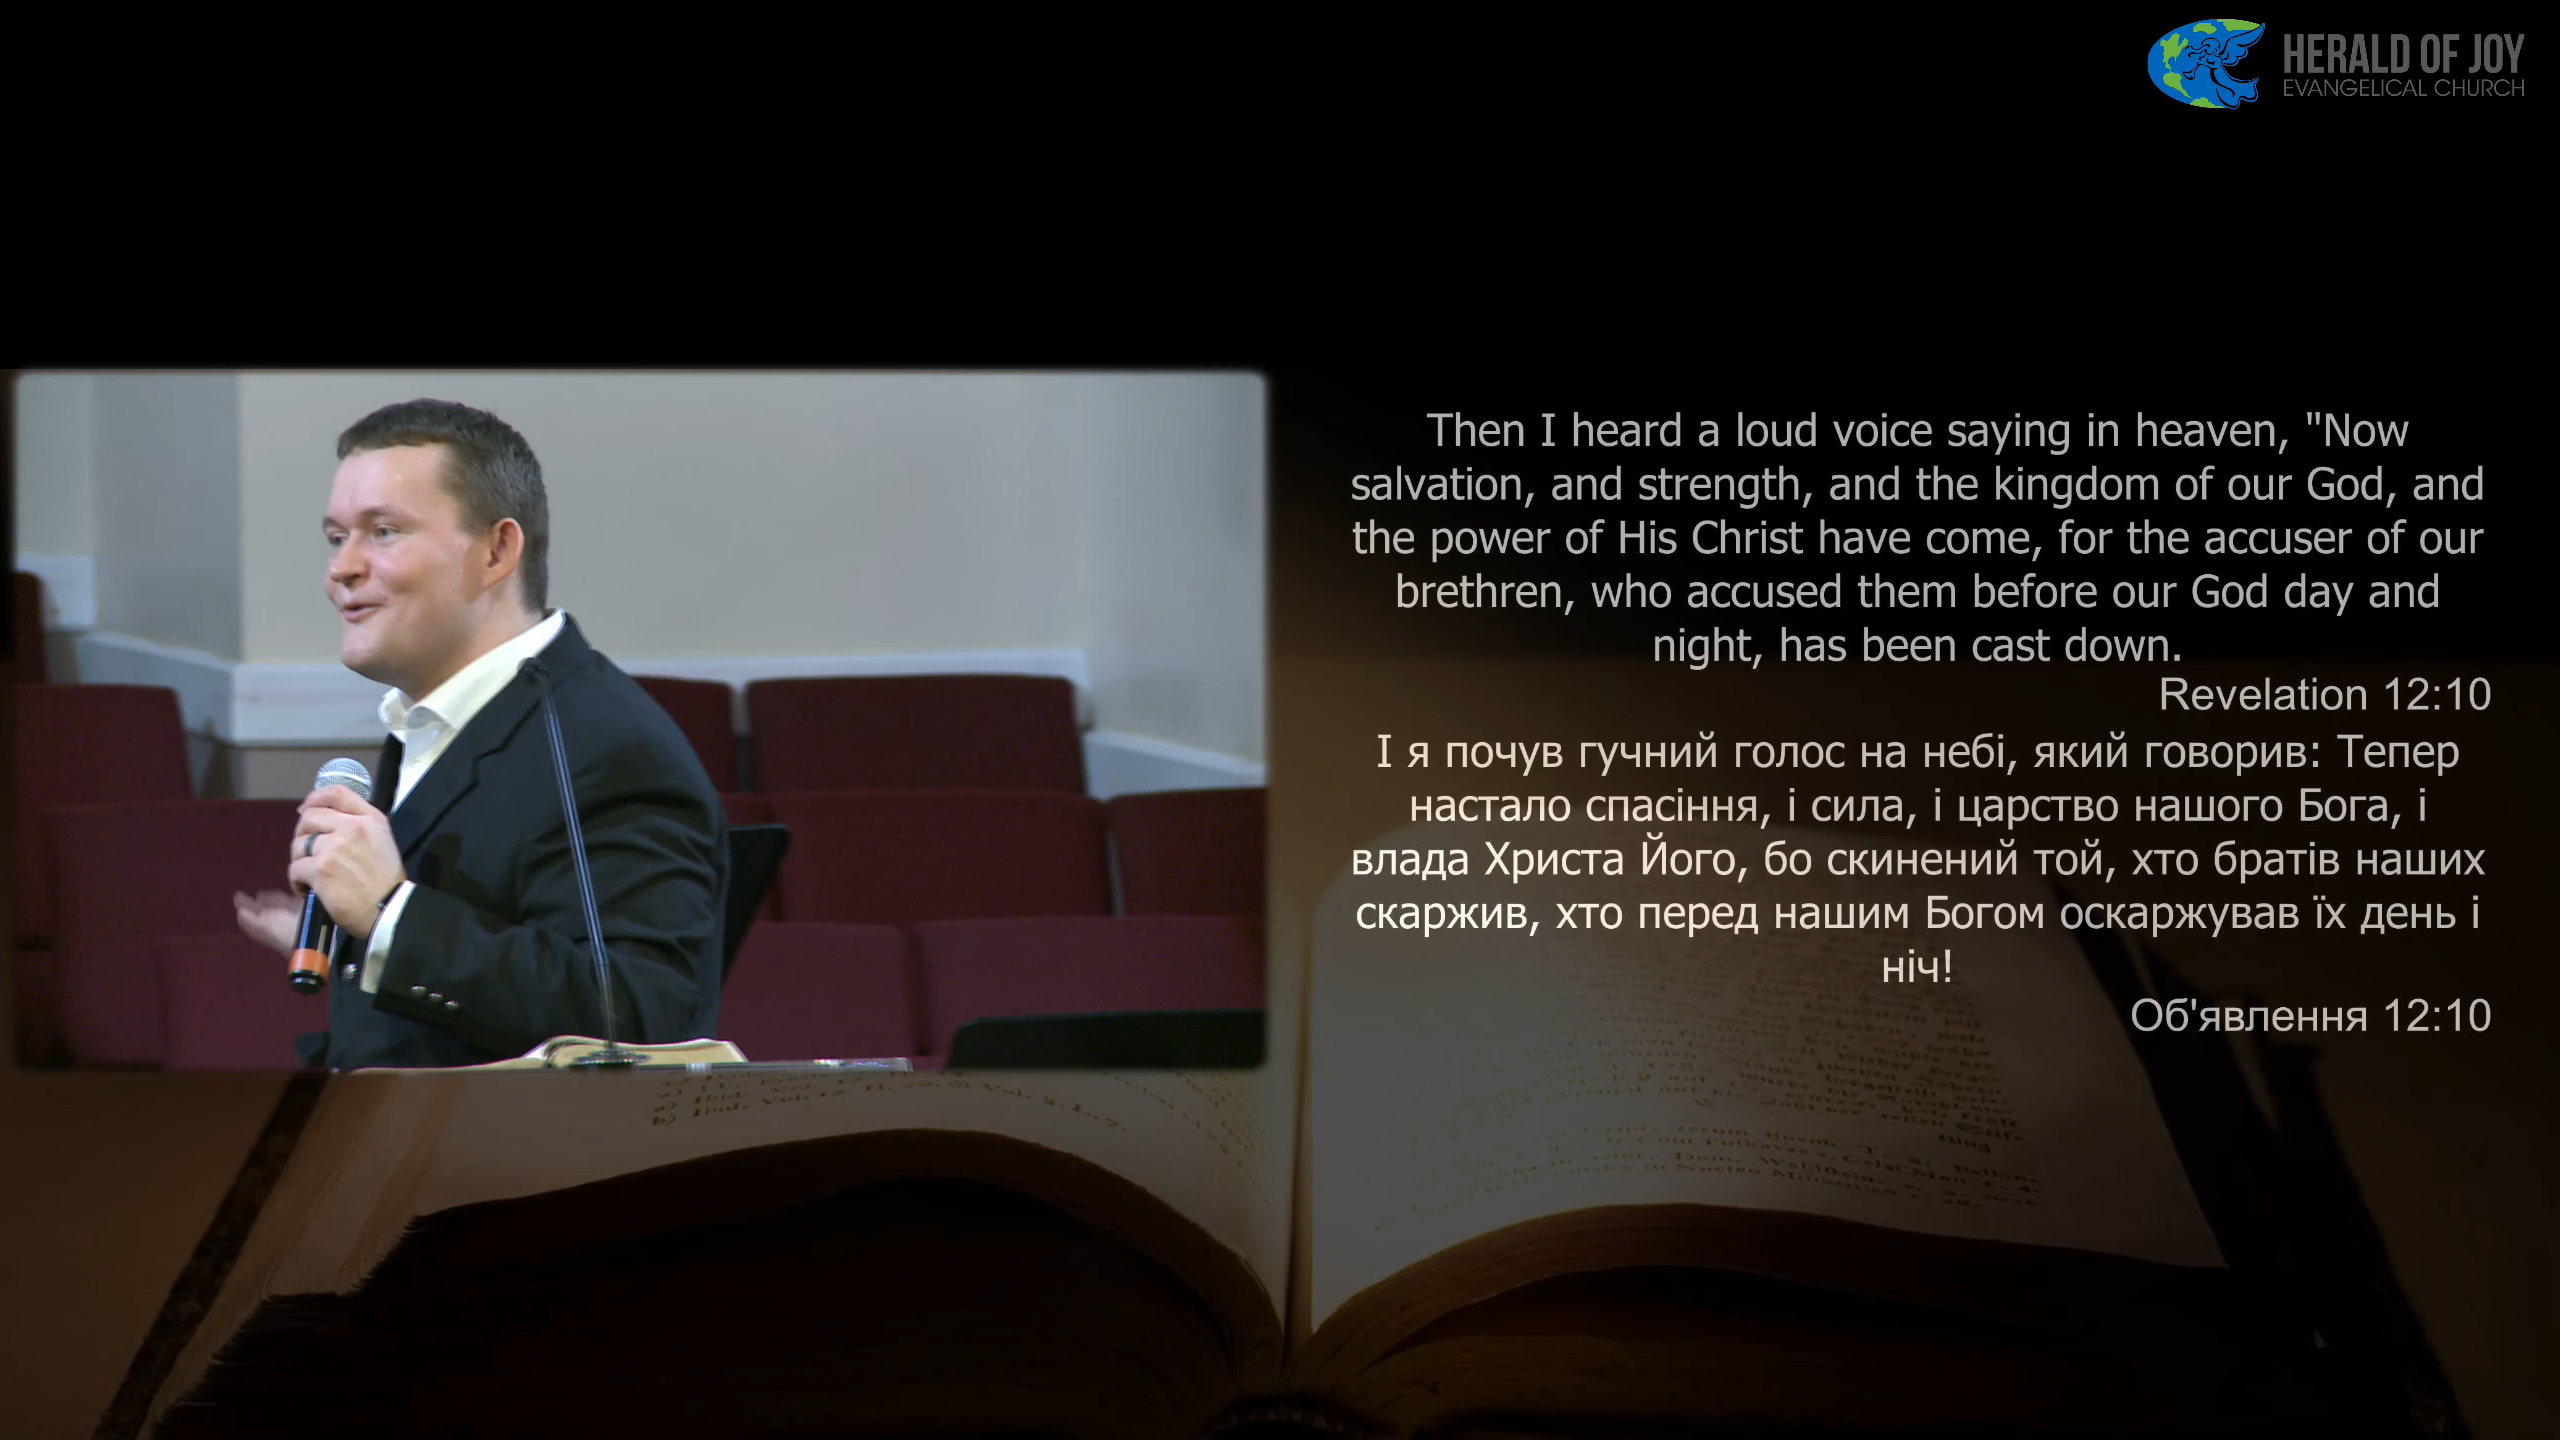 HERALD OF JOY
EVANGELICAL CHURCH
Then I heard a loud voice saying in heaven, "Now
salvation, and strength, and the kingdom of our God, and
the power of His Christ have come, for the accuser of our
brethren, who accused them before our God day and
night, has been cast down.
Revelation 12:10
І я почув гучний голос на небі, який говорив: Тепер
настало спасіння, і сила, і царство нашого Бога, і
влада Христа Його, бо скинений той, хто братів наших
скаржив, хто перед нашим Богом оскаржував їх день і
ніч!
Об'явлення 12:10